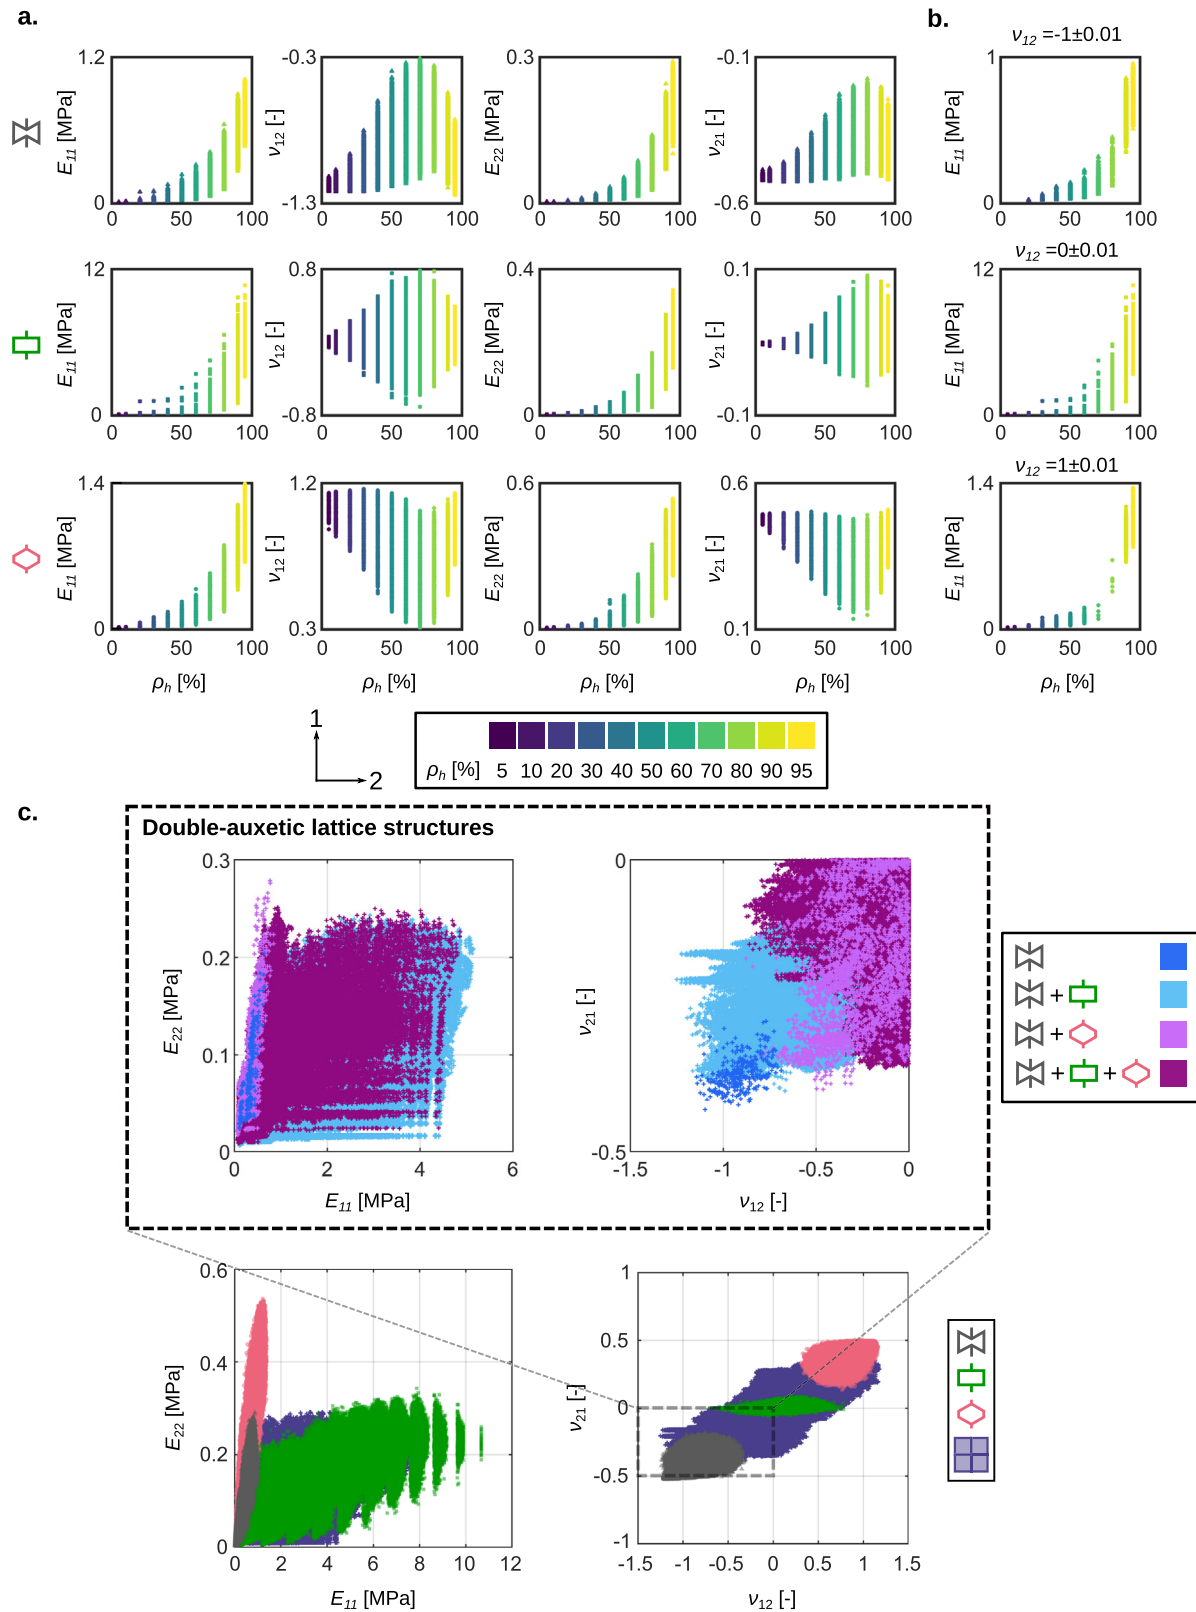 a.
b.
ν12 =-1±0.01
1.2
0
E11 [MPa]
0 50 100
-0.3
-1.3
ν12 [-]
0 50 100
0.3
0
E22 [MPa]
0 50 100
-0.1
-0.6
ν21 [-]
0 50 100
1
0
E11 [MPa]
0 50 100
ν12 =0±0.01
12
0
E11 [MPa]
0 50 100
0.8
-0.8
ν12 [-]
0 50 100
0.4
0
E22 [MPa]
0 50 100
0.1
-0.1
ν21 [-]
0 50 100
12
0
E11 [MPa]
0 50 100
ν12 =1±0.01
1.4
0
E11 [MPa]
0 50 100
ρh [%]
1.2
0.3
ν12 [-]
0 50 100
ρh [%]
0.6
0
E22 [MPa]
0 50 100
ρh [%]
0.6
0.1
ν21 [-]
0 50 100
ρh [%]
1.4
0
E11 [MPa]
0 50 100
ρh [%]
1
2
ρh [%] 5 10 20 30 40 50 60 70 80 90 95
c.
Double-auxetic lattice structures
0.3
0.2
0.1
0
E22 [MPa]
0 2 4 6
E11 [MPa]
0
-0.5
ν21 [-]
-1.5 -1 -0.5 0
ν12 [-]
+
+
+ +
0.6
0.4
0.2
0
E22 [MPa]
0 2 4 6 8 10 12
E11 [MPa]
1
0.5
0
-0.5
-1
ν21 [-]
-1.5 -1 -0.5 0 0.5 1 1.5
ν12 [-]